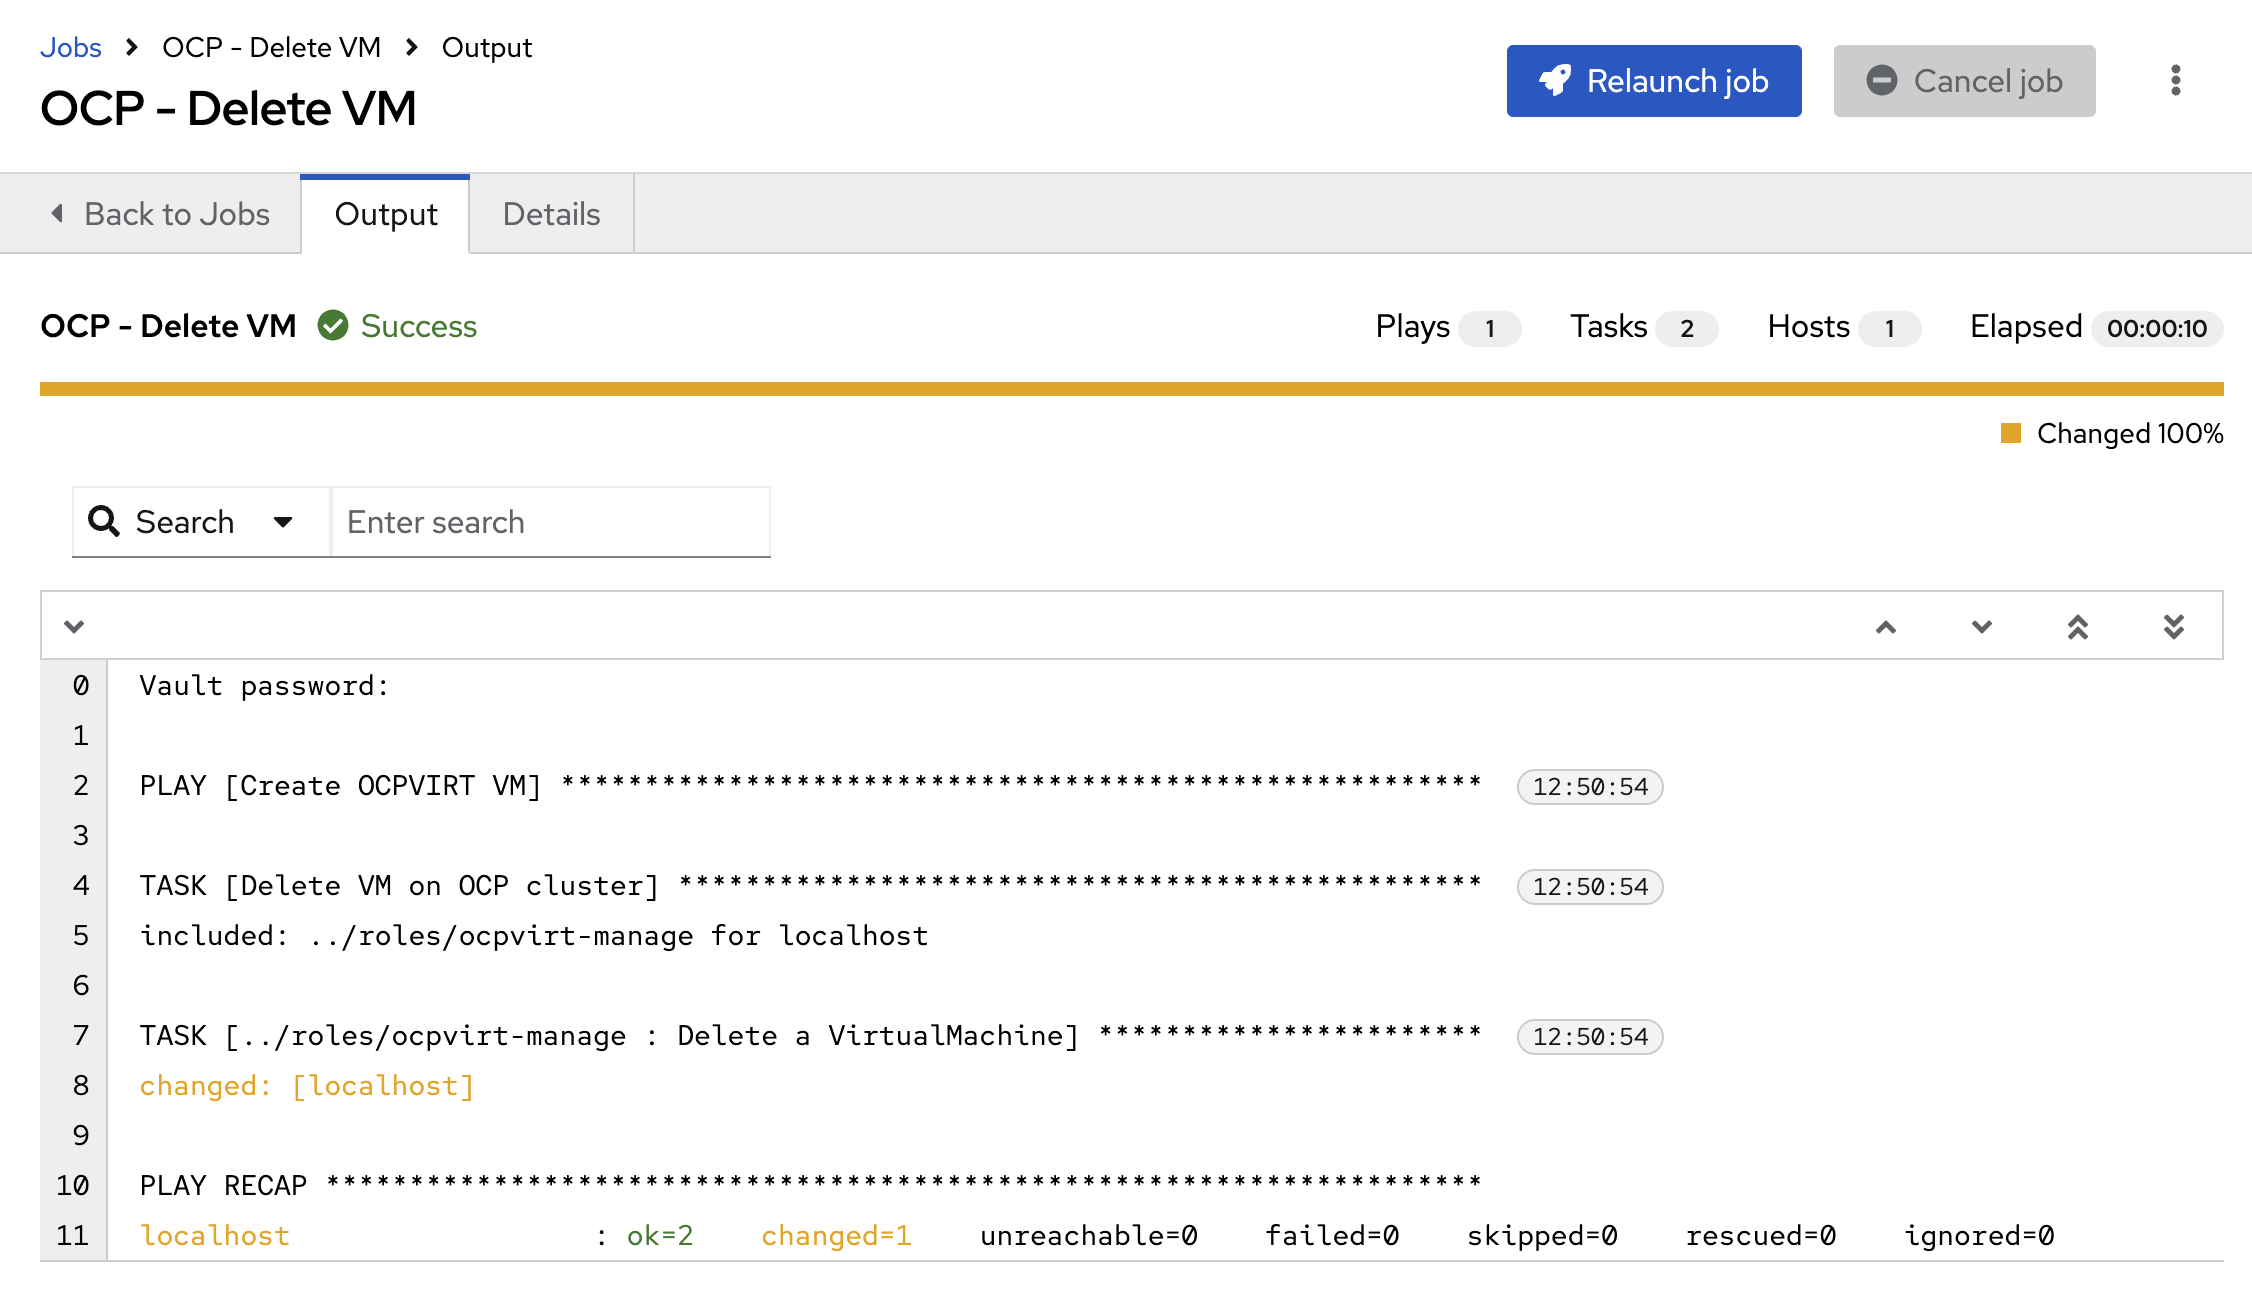 Jobs > OCP - Delete VM > Output
OCP - Delete VM
Relaunch job
Cancel job
Back to Jobs
Output
Details
OCP - Delete VM Success
Plays 1 Tasks 2 Hosts 1 Elapsed 00:00:10
Changed 100%
Search
Enter search
0 Vault password:
1
2 PLAY [Create OCPVIRT VM] ******************************************************* 12:50:54
3
4 TASK [Delete VM on OCP cluster] ************************************************ 12:50:54
5 included: ../roles/ocpvirt-manage for localhost
6
7 TASK [../roles/ocpvirt-manage : Delete a VirtualMachine] *********************** 12:50:54
8 changed: [localhost]
9
10 PLAY RECAP *********************************************************************
11 localhost : ok=2 changed=1 unreachable=0 failed=0 skipped=0 rescued=0 ignored=0